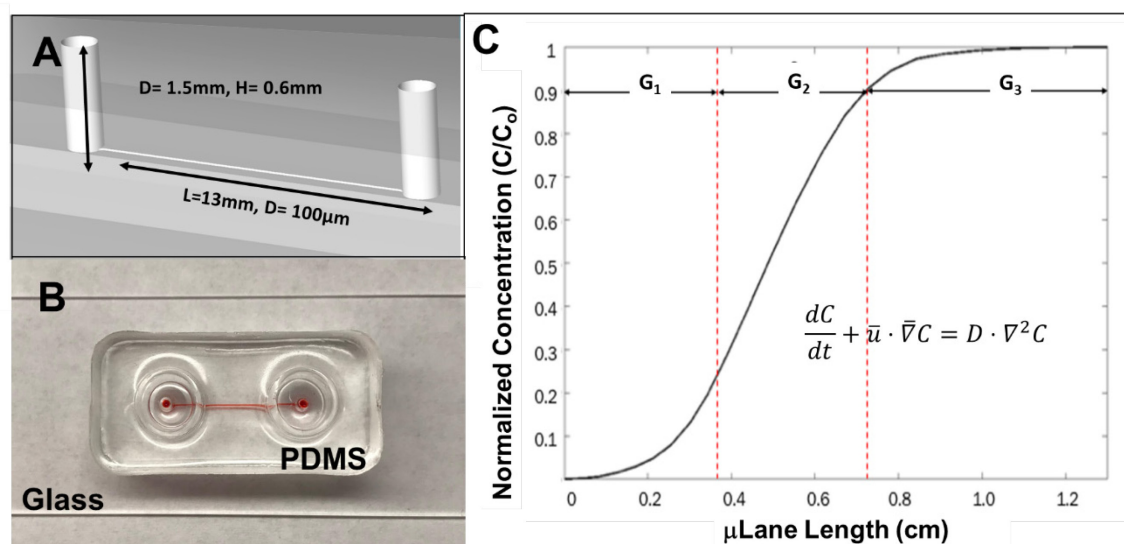 A
D= 1.5mm, H= 0.6mm
L=13mm, D= 100µm
B
PDMS
Glass
C
Normalized Concentration (C/C₀)
1
0.9
0.8
0.7
0.6
0.5
0.4
0.3
0.2
0.1
G₁ G₂ G₃
dC/dt + ū · ∇̄C = D · ∇²C
0 0.2 0.4 0.6 0.8 1.0 1.2
µLane Length (cm)